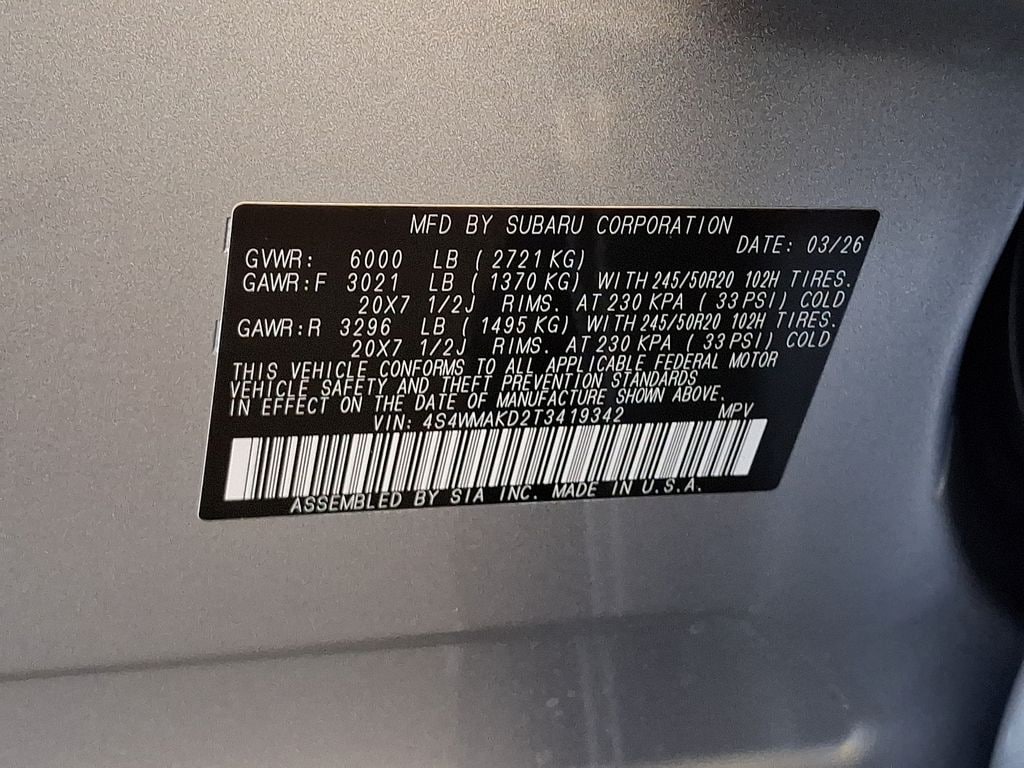 MFD BY SUBARU CORPORATION
DATE: 03/26
GVWR: 6000 LB (2721 KG)
GAWR:F 3021 LB (1370 KG) WITH 245/50R20 102H TIRES.
20X7 1/2J RIMS. AT 230 KPA (33 PSI) COLD
GAWR:R 3296 LB (1495 KG) WITH 245/50R20 102H TIRES.
20X7 1/2J RIMS. AT 230 KPA (33 PSI) COLD
THIS VEHICLE CONFORMS TO ALL APPLICABLE FEDERAL MOTOR
VEHICLE SAFETY AND THEFT PREVENTION STANDARDS
IN EFFECT ON THE DATE OF MANUFACTURE SHOWN ABOVE.
VIN: 4S4WMAKD2T3419342 MPV
ASSEMBLED BY SIA INC. MADE IN U.S.A.